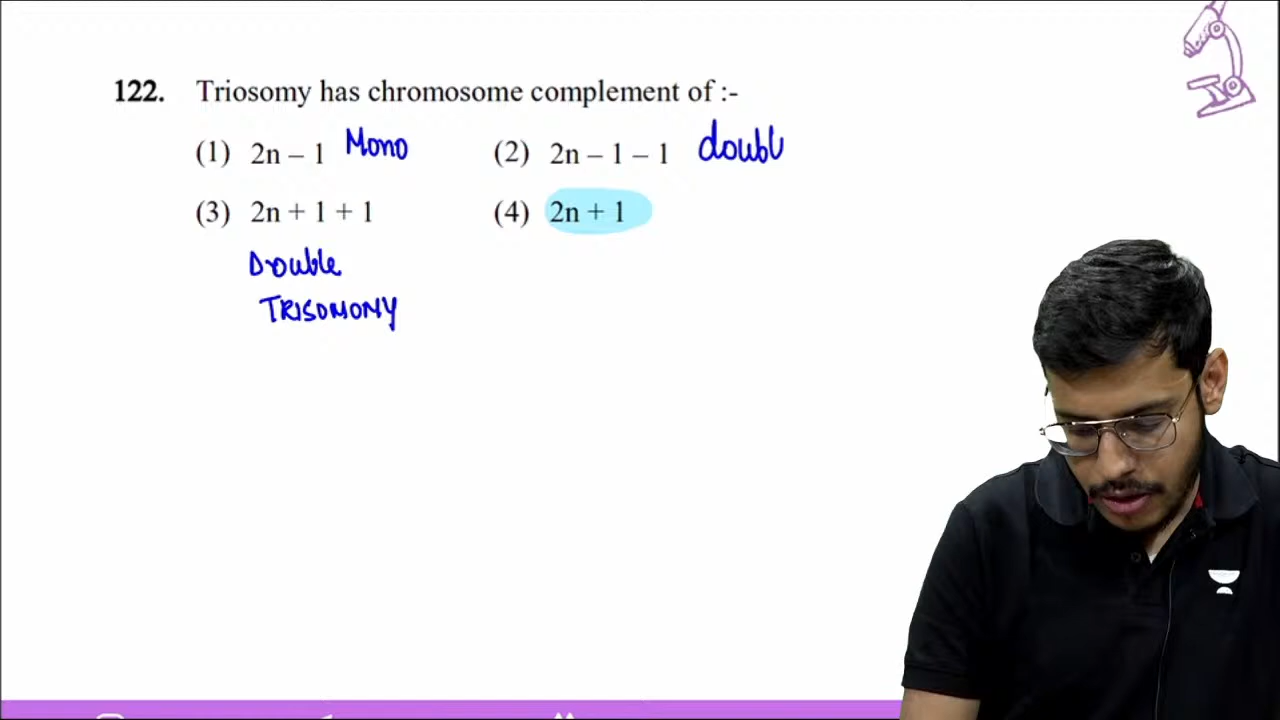 122. Triosomy has chromosome complement of :-
(1) 2n – 1 Mono (2) 2n – 1 – 1 doubl
(3) 2n + 1 + 1 (4) 2n + 1
Double
TRISOMONY